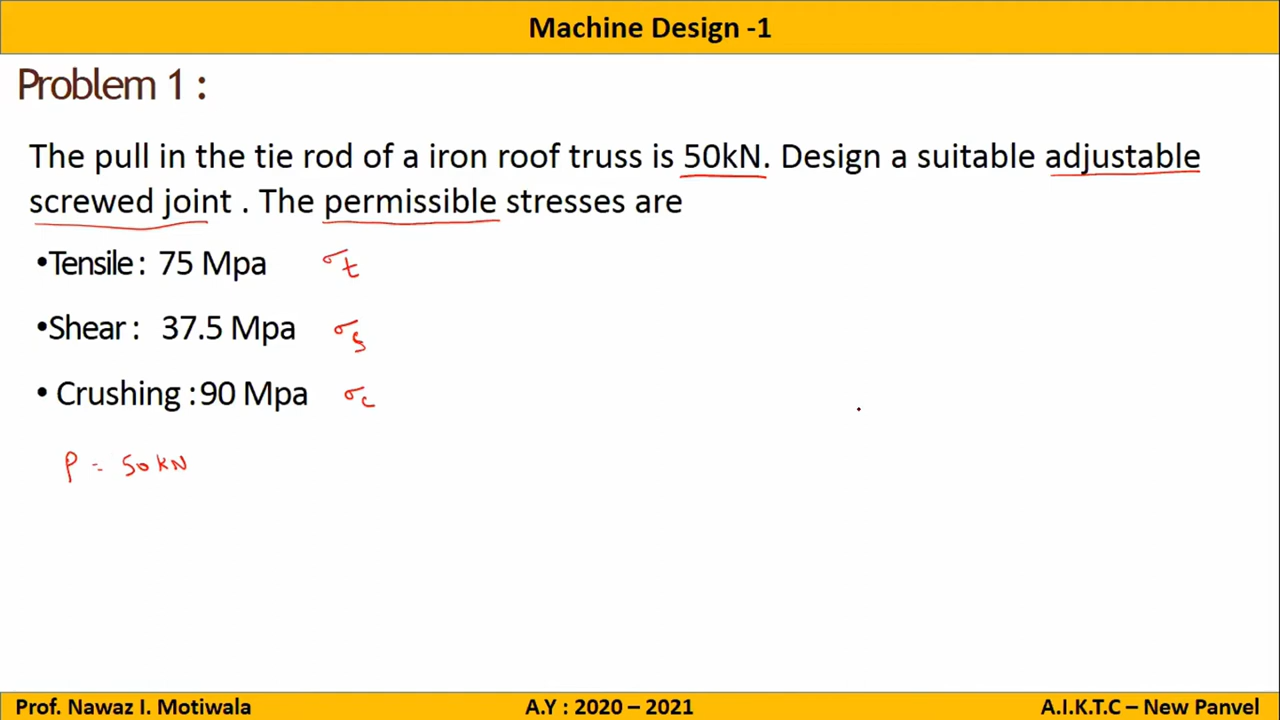 Machine Design -1
Problem 1 :
The pull in the tie rod of a iron roof truss is 50kN. Design a suitable adjustable
screwed joint . The permissible stresses are
•Tensile : 75 Mpa σt
•Shear : 37.5 Mpa σs
• Crushing :90 Mpa σc
P = 50 kN
Prof. Nawaz I. Motiwala A.Y : 2020 – 2021 A.I.K.T.C – New Panvel